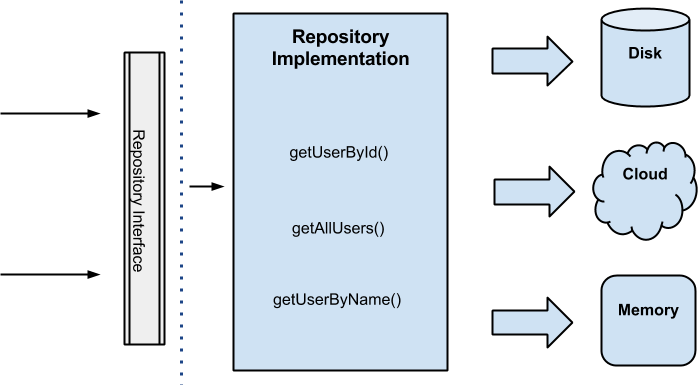 Repository Interface
Repository
Implementation
getUserById()
getAllUsers()
getUserByName()
Disk
Cloud
Memory